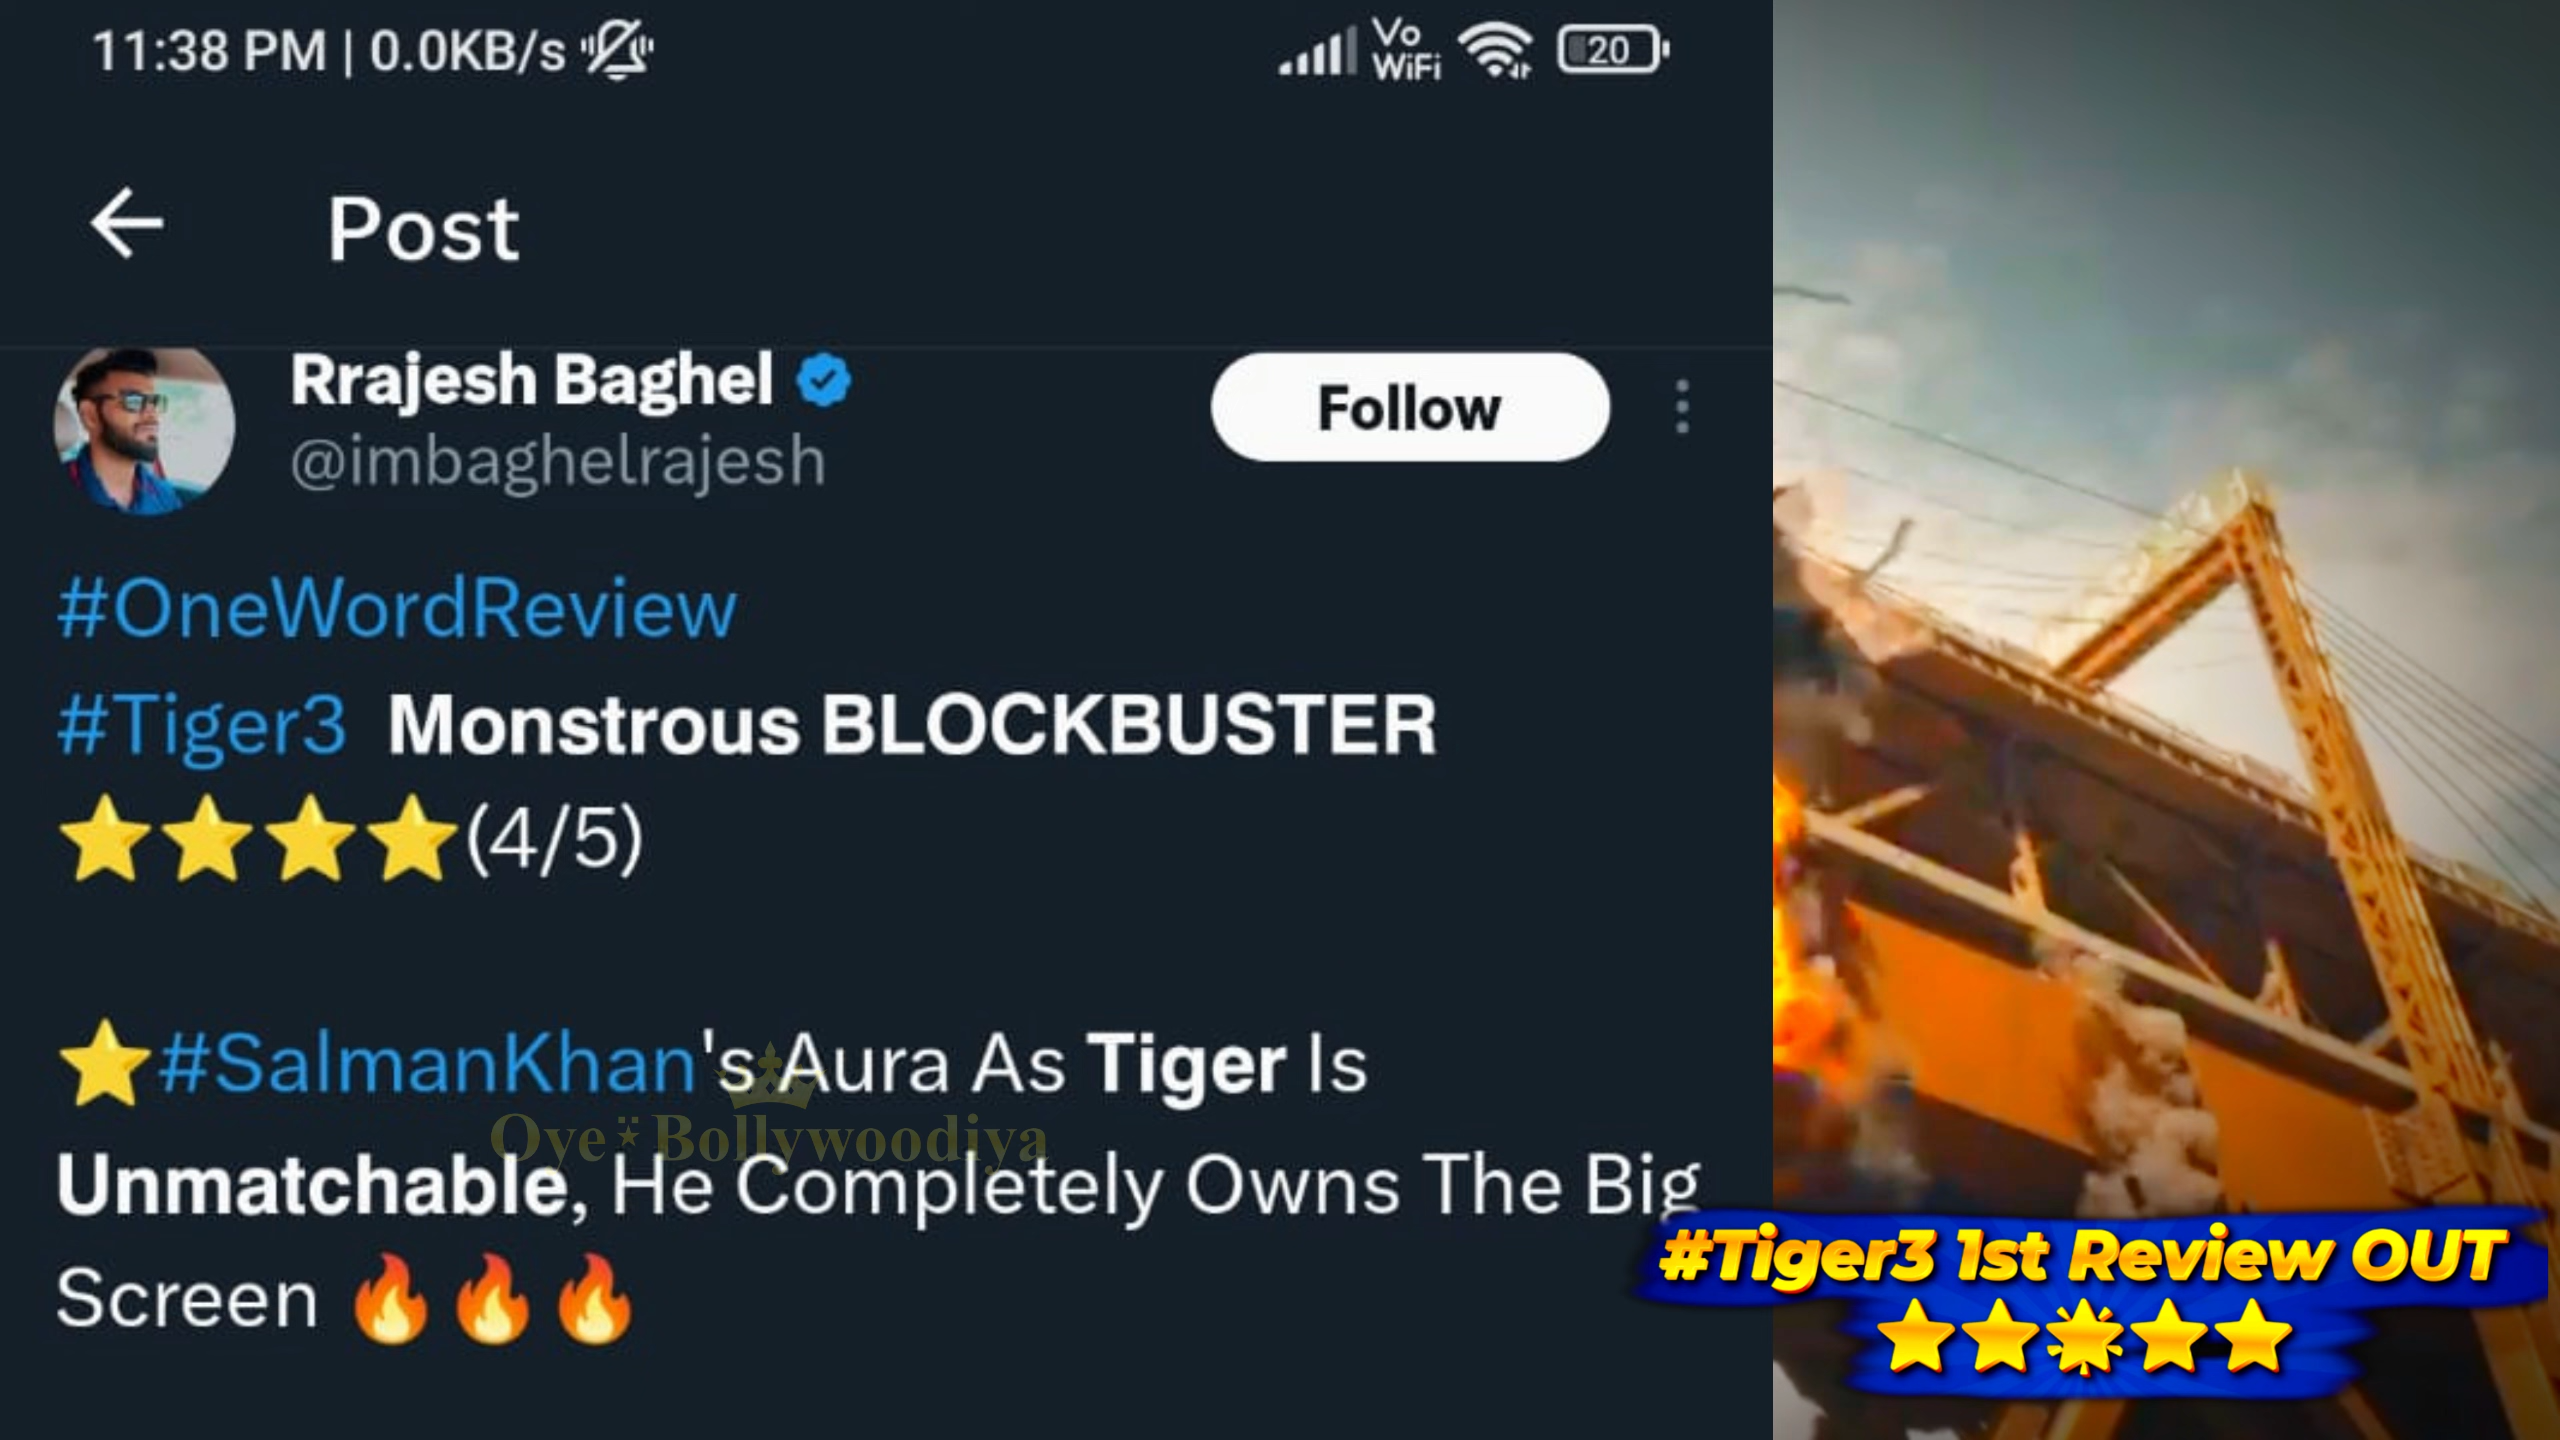 11:38 PM | 0.0KB/s
Vo
WiFi
20
Post
Rrajesh Baghel
Follow
@imbaghelrajesh
#OneWordReview
#Tiger3 Monstrous BLOCKBUSTER
⭐⭐⭐⭐(4/5)
⭐#SalmanKhan's Aura As Tiger Is
Oye Bollywoodiya
Unmatchable, He Completely Owns The Big
Screen 🔥🔥🔥
#Tiger3 1st Review OUT